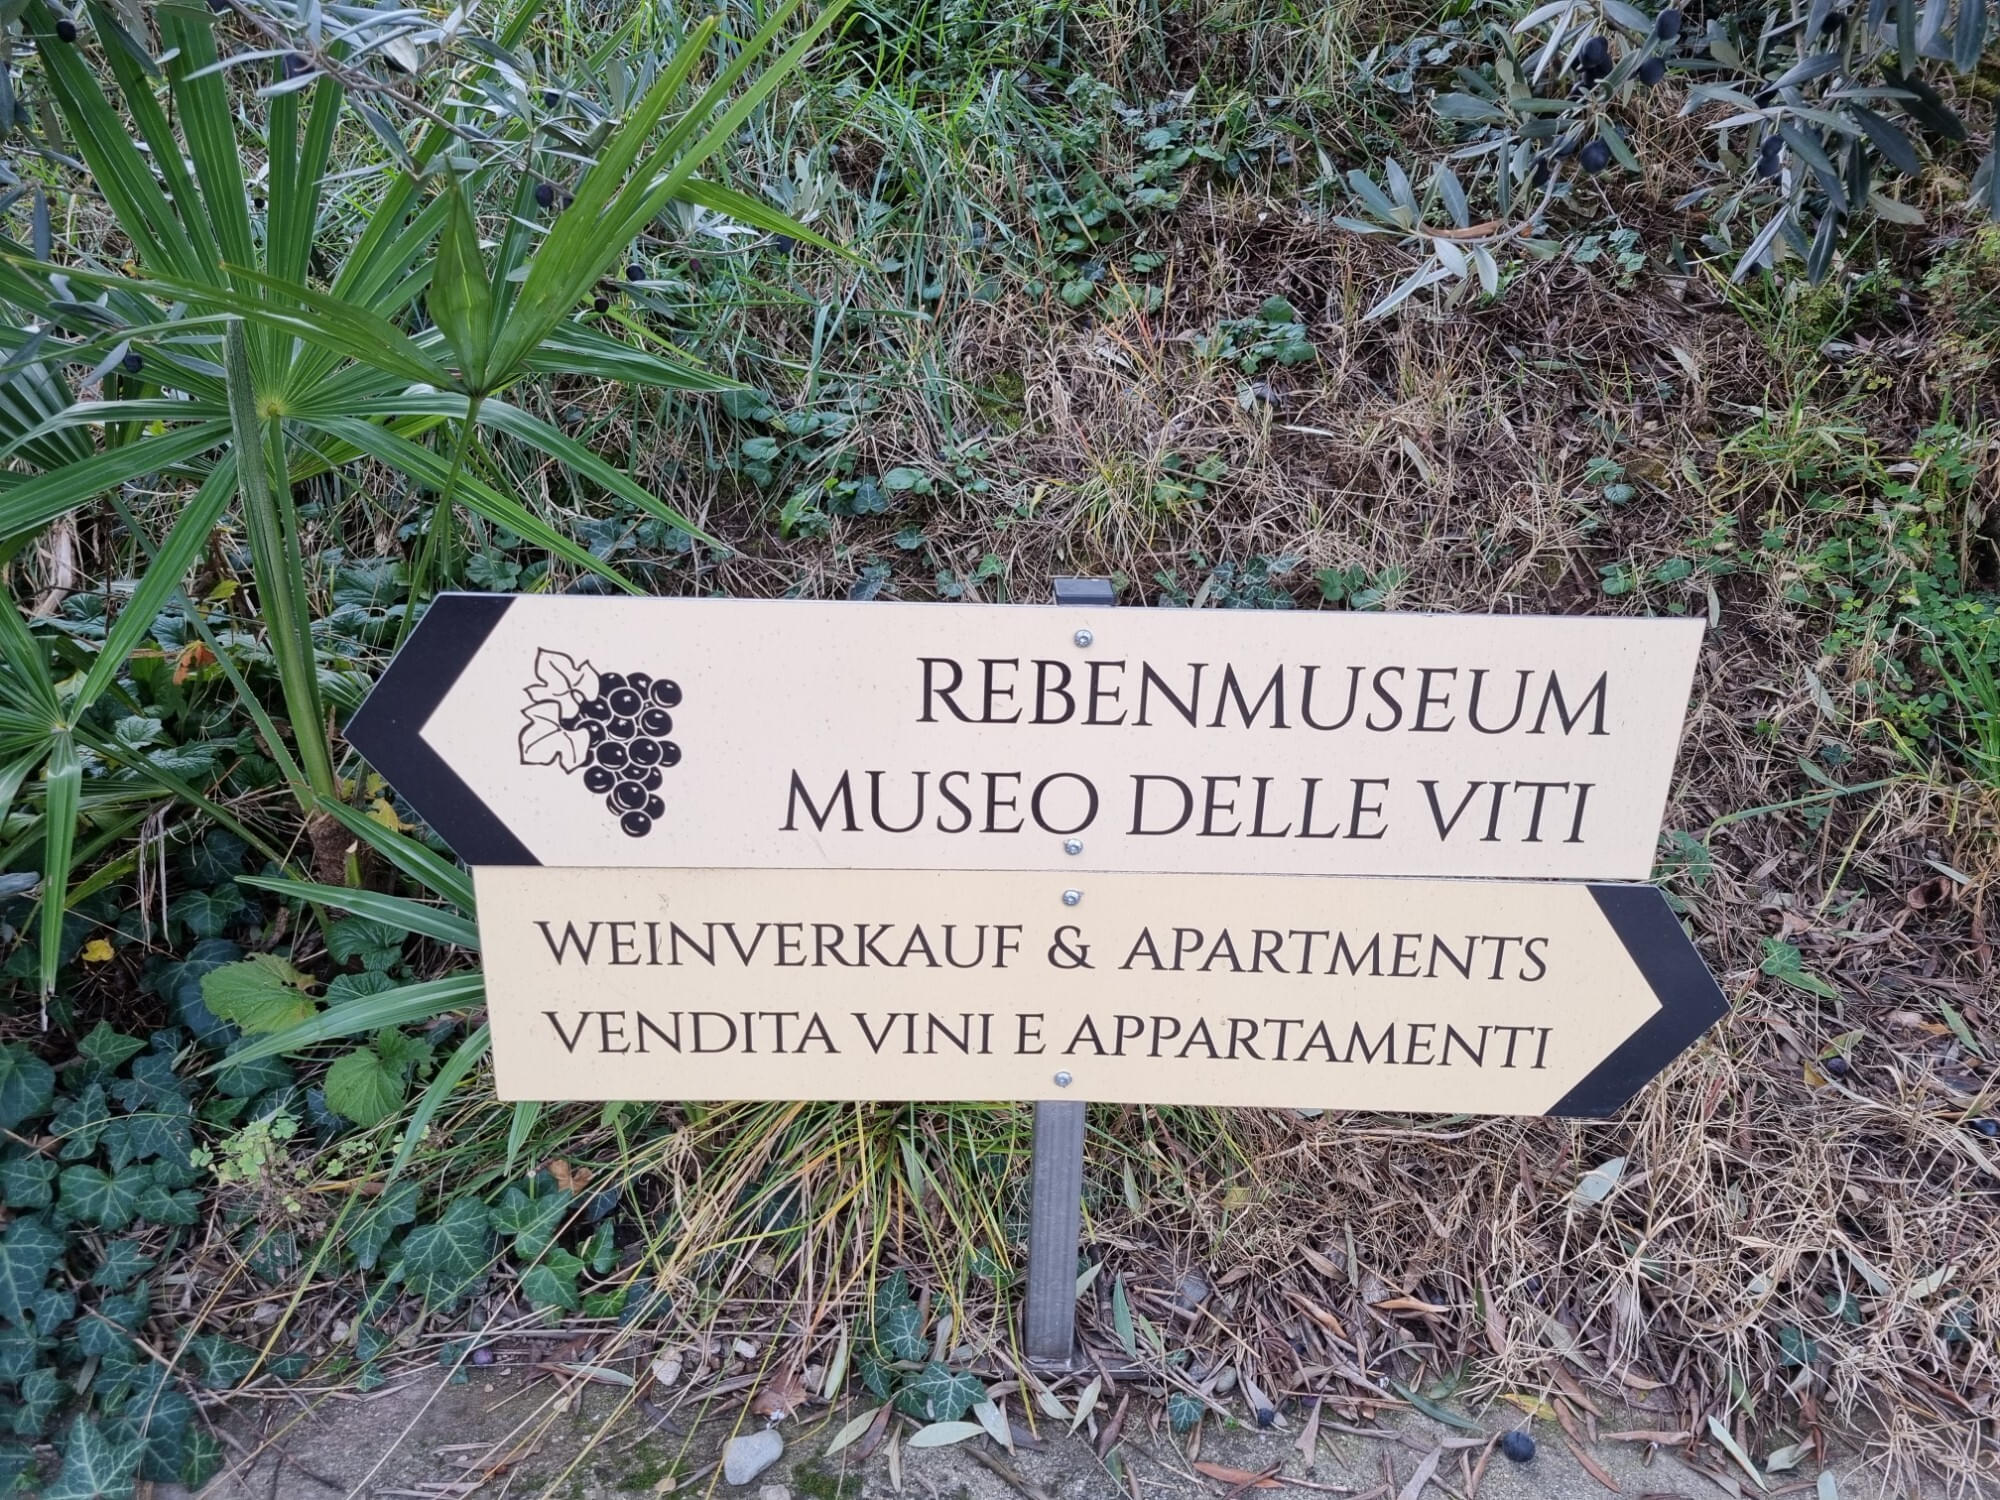 REBENMUSEUM
MUSEO DELLE VITI
WEINVERKAUF & APARTMENTS
VENDITA VINI E APPARTAMENTI